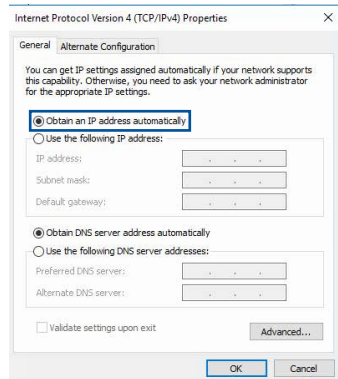 Internet Protocol Version 4 (TCP/IPv4) Properties
General Alternate Configuration
You can get IP settings assigned automatically if your network supports
this capability. Otherwise, you need to ask your network administrator
for the appropriate IP settings.
Obtain an IP address automatically
Use the following IP address:
IP address:
Subnet mask:
Default gateway:
Obtain DNS server address automatically
Use the following DNS server addresses:
Preferred DNS server:
Alternate DNS server:
Validate settings upon exit
Advanced...
OK Cancel